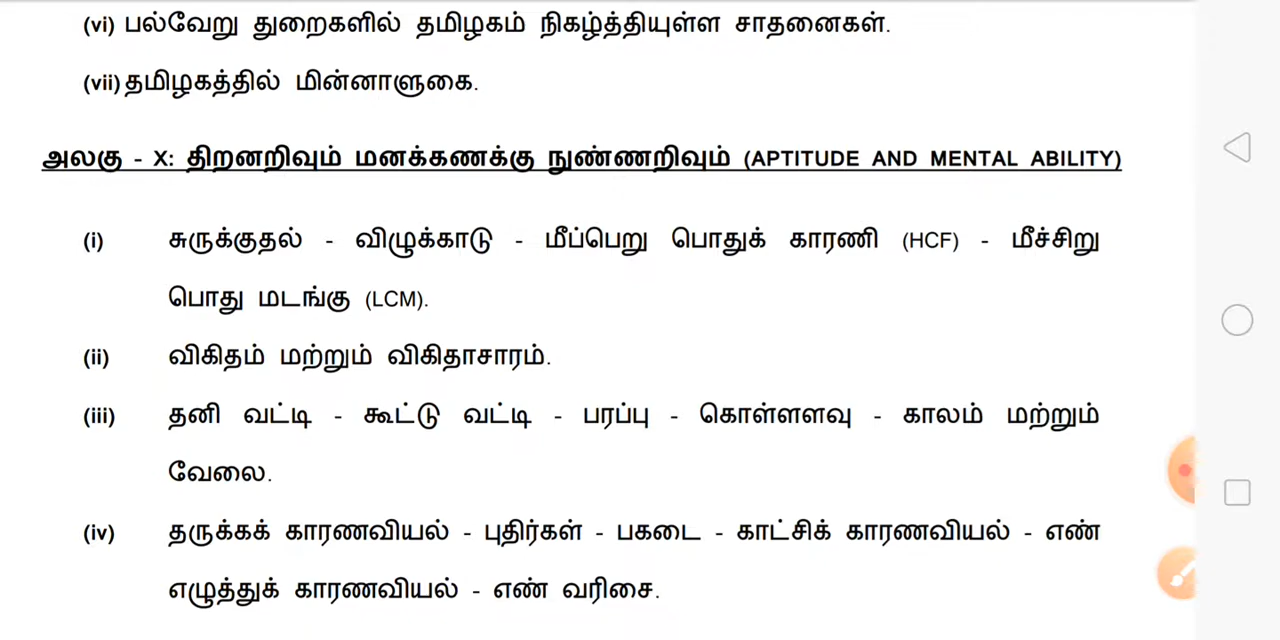 (vi) பல்வேறு துறைகளில் தமிழகம் நிகழ்த்தியுள்ள சாதனைகள்.
(vii) தமிழகத்தில் மின்னாளுகை.
அலகு - X: திறனறிவும் மனக்கணக்கு நுண்ணறிவும் (APTITUDE AND MENTAL ABILITY)
(i) சுருக்குதல் - விழுக்காடு - மீப்பெறு பொதுக் காரணி (HCF) - மீச்சிறு
பொது மடங்கு (LCM).
(ii) விகிதம் மற்றும் விகிதாசாரம்.
(iii) தனி வட்டி - கூட்டு வட்டி - பரப்பு - கொள்ளளவு - காலம் மற்றும்
வேலை.
(iv) தருக்கக் காரணவியல் - புதிர்கள் - பகடை - காட்சிக் காரணவியல் - எண்
எழுத்துக் காரணவியல் - எண் வரிசை.